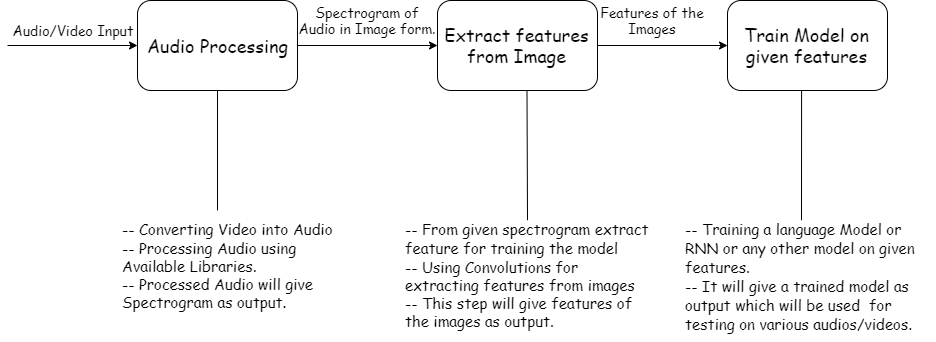 Audio/Video Input
Audio Processing
Spectrogram of
Audio in Image form.
Extract features
from Image
Features of the
Images
Train Model on
given features
-- Converting Video into Audio
-- Processing Audio using
Available Libraries.
-- Processed Audio will give
Spectrogram as output.
-- From given spectrogram extract
feature for training the model
-- Using Convolutions for
extracting features from images
-- This step will give features of
the images as output.
-- Training a language Model or
RNN or any other model on given
features.
-- It will give a trained model as
output which will be used for
testing on various audios/videos.